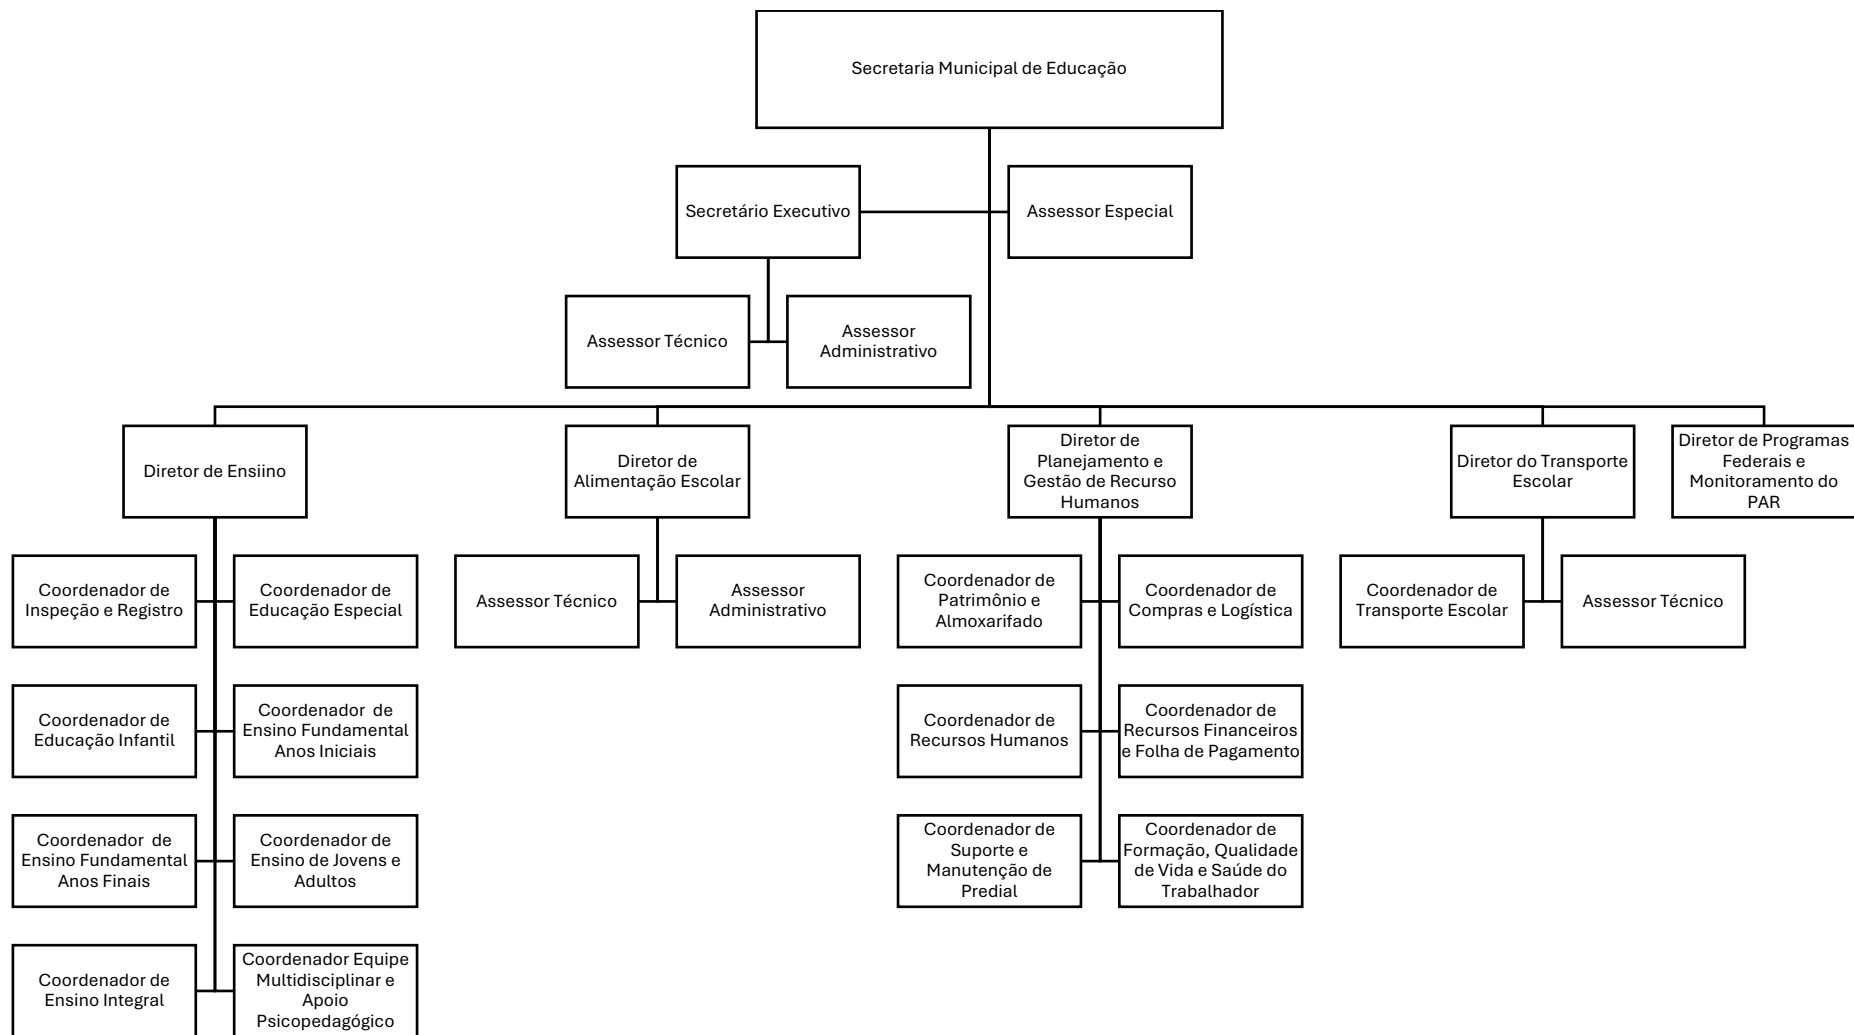 Secretaria Municipal de Educação
Secretário Executivo
Assessor Especial
Assessor Técnico
Assessor
Administrativo
Diretor de Ensiino
Diretor de
Alimentação Escolar
Diretor de
Planejamento e
Gestão de Recurso
Humanos
Diretor do Transporte
Escolar
Diretor de Programas
Federais e
Monitoramento do
PAR
Coordenador de
Inspeção e Registro
Coordenador de
Educação Especial
Assessor Técnico
Assessor
Administrativo
Coordenador de
Patrimônio e
Almoxarifado
Coordenador de
Compras e Logística
Coordenador de
Transporte Escolar
Assessor Técnico
Coordenador de
Educação Infantil
Coordenador  de
Ensino Fundamental
Anos Iniciais
Coordenador de
Recursos Humanos
Coordenador de
Recursos Financeiros
e Folha de Pagamento
Coordenador  de
Ensino Fundamental
Anos Finais
Coordenador de
Ensino de Jovens e
Adultos
Coordenador de
Suporte e
Manutenção de
Predial
Coordenador de
Formação, Qualidade
de Vida e Saúde do
Trabalhador
Coordenador de
Ensino Integral
Coordenador Equipe
Multidisciplinar e
Apoio
Psicopedagógico